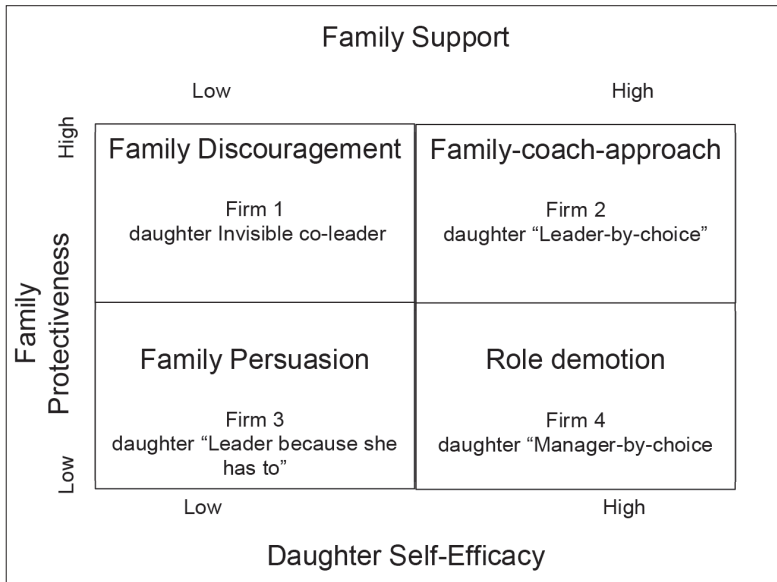 Family Support
Low
High
High
Family Discouragement
Family-coach-approach
Firm 1
daughter Invisible co-leader
Firm 2
daughter “Leader-by-choice”
Family
Protectiveness
Family Persuasion
Role demotion
Firm 3
daughter “Leader because she
has to”
Firm 4
daughter “Manager-by-choice
Low
Low
High
Daughter Self-Efficacy